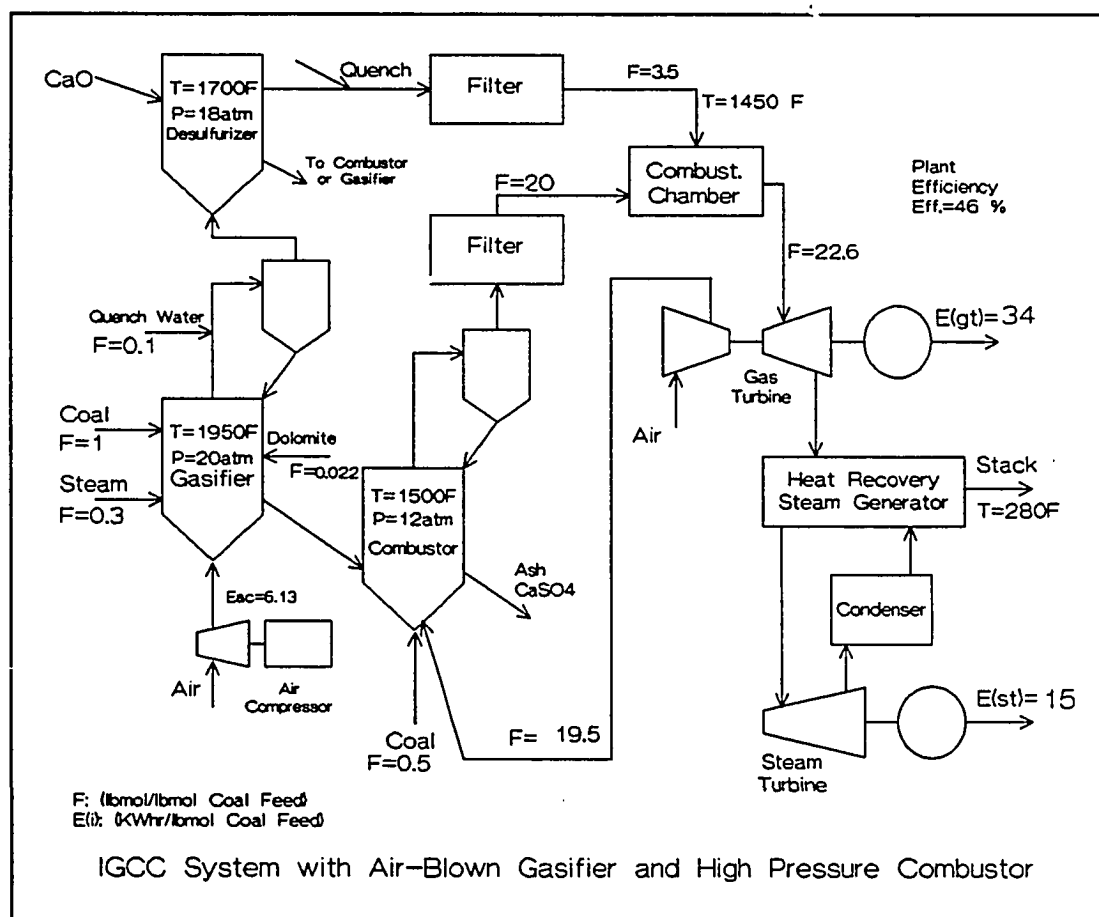 CaO
T=1700F
P=18atm
Desulfurizer
Quench
Filter
F=3.5
T=1450 F
To Combustor
or Gasifier
F=20
Combust.
Chamber
Plant
Efficiency
Eff.=46 %
Filter
F=22.6
Quench Water
F=0.1
E(gt)=34
Gas
Turbine
Air
Coal
F=1
T=1950F
P=20atm
Gasifier
Dolomite
F=0.022
Steam
F=0.3
T=1500F
P=12atm
Combustor
Heat Recovery
Steam Generator
Stack
T=280F
Ash
CaSO4
Eac=6.13
Condenser
Air
Air
Compressor
Coal
F=0.5
F= 19.5
E(st)= 15
Steam
Turbine
F: (lbmol/lbmol Coal Feed)
E(i): (KWhr/lbmol Coal Feed)
IGCC System with Air-Blown Gasifier and High Pressure Combustor